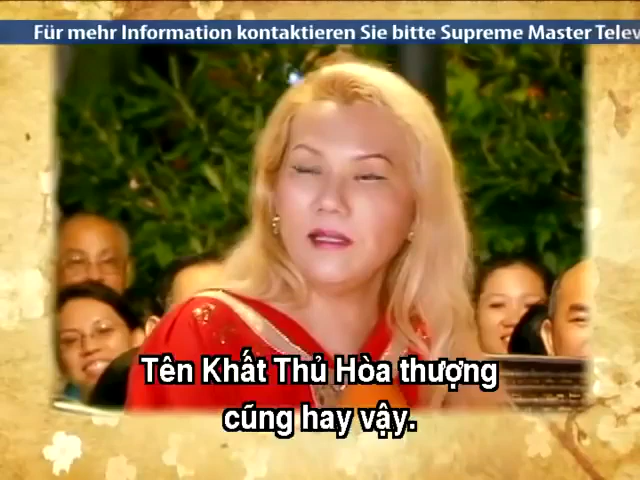 Für mehr Information kontaktieren Sie bitte Supreme Master Telev
Tên Khất Thủ Hòa thượng
cũng hay vậy.